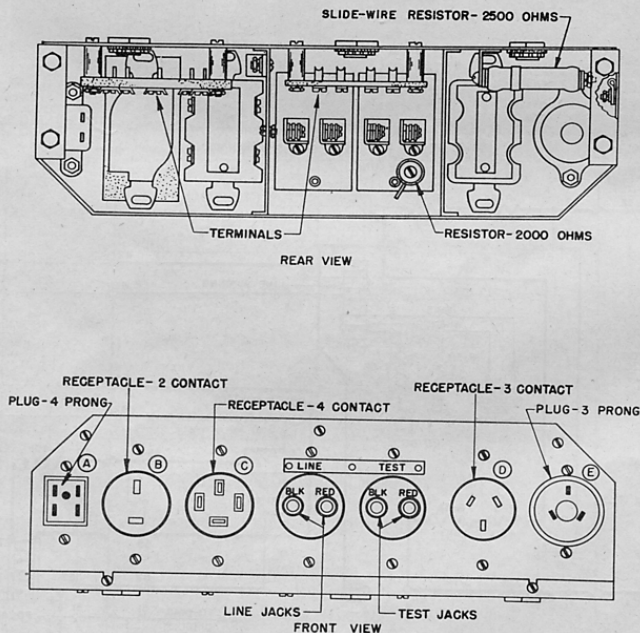 SLIDE-WIRE RESISTOR-2500 OHMS
TERMINALS
RESISTOR-2000 OHMS
REAR VIEW
RECEPTACLE-2 CONTACT
PLUG-4 PRONG
RECEPTACLE-4 CONTACT
RECEPTACLE-3 CONTACT
PLUG-3 PRONG
A
B
C
LINE
TEST
D
E
BLK
RED
BLK
RED
LINE JACKS
TEST JACKS
FRONT VIEW